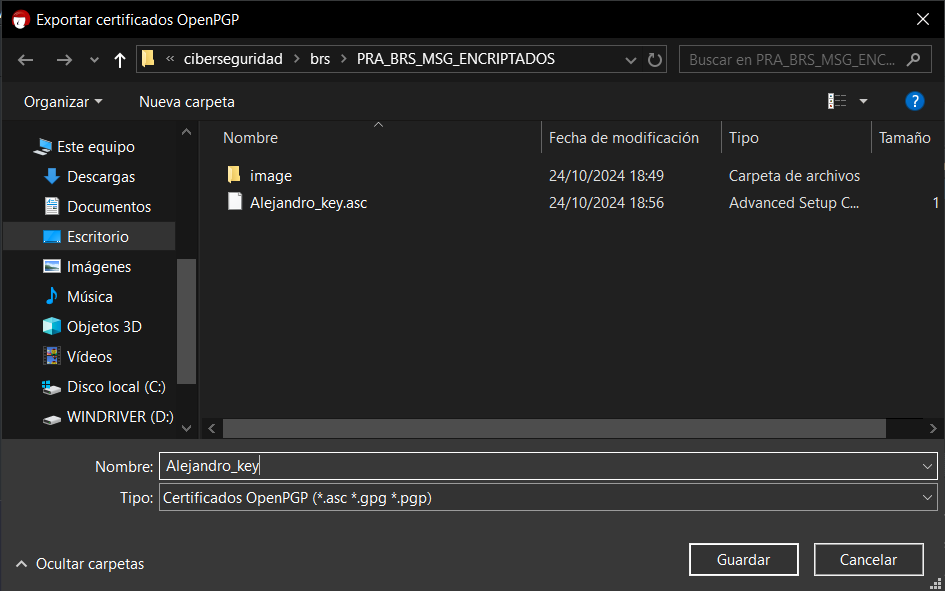 Exportar certificados OpenPGP
« ciberseguridad > brs > PRA_BRS_MSG_ENCRIPTADOS
Buscar en PRA_BRS_MSG_ENC...
Organizar
Nueva carpeta
?
Nombre
Fecha de modificación
Tipo
Tamaño
Este equipo
Descargas
Documentos
Escritorio
Imágenes
Música
Objetos 3D
Vídeos
Disco local (C:)
WINDRIVER (D:)
image
24/10/2024 18:49
Carpeta de archivos
Alejandro_key.asc
24/10/2024 18:56
Advanced Setup C...
1
Nombre: Alejandro_key
Tipo: Certificados OpenPGP (*.asc *.gpg *.pgp)
Ocultar carpetas
Guardar
Cancelar